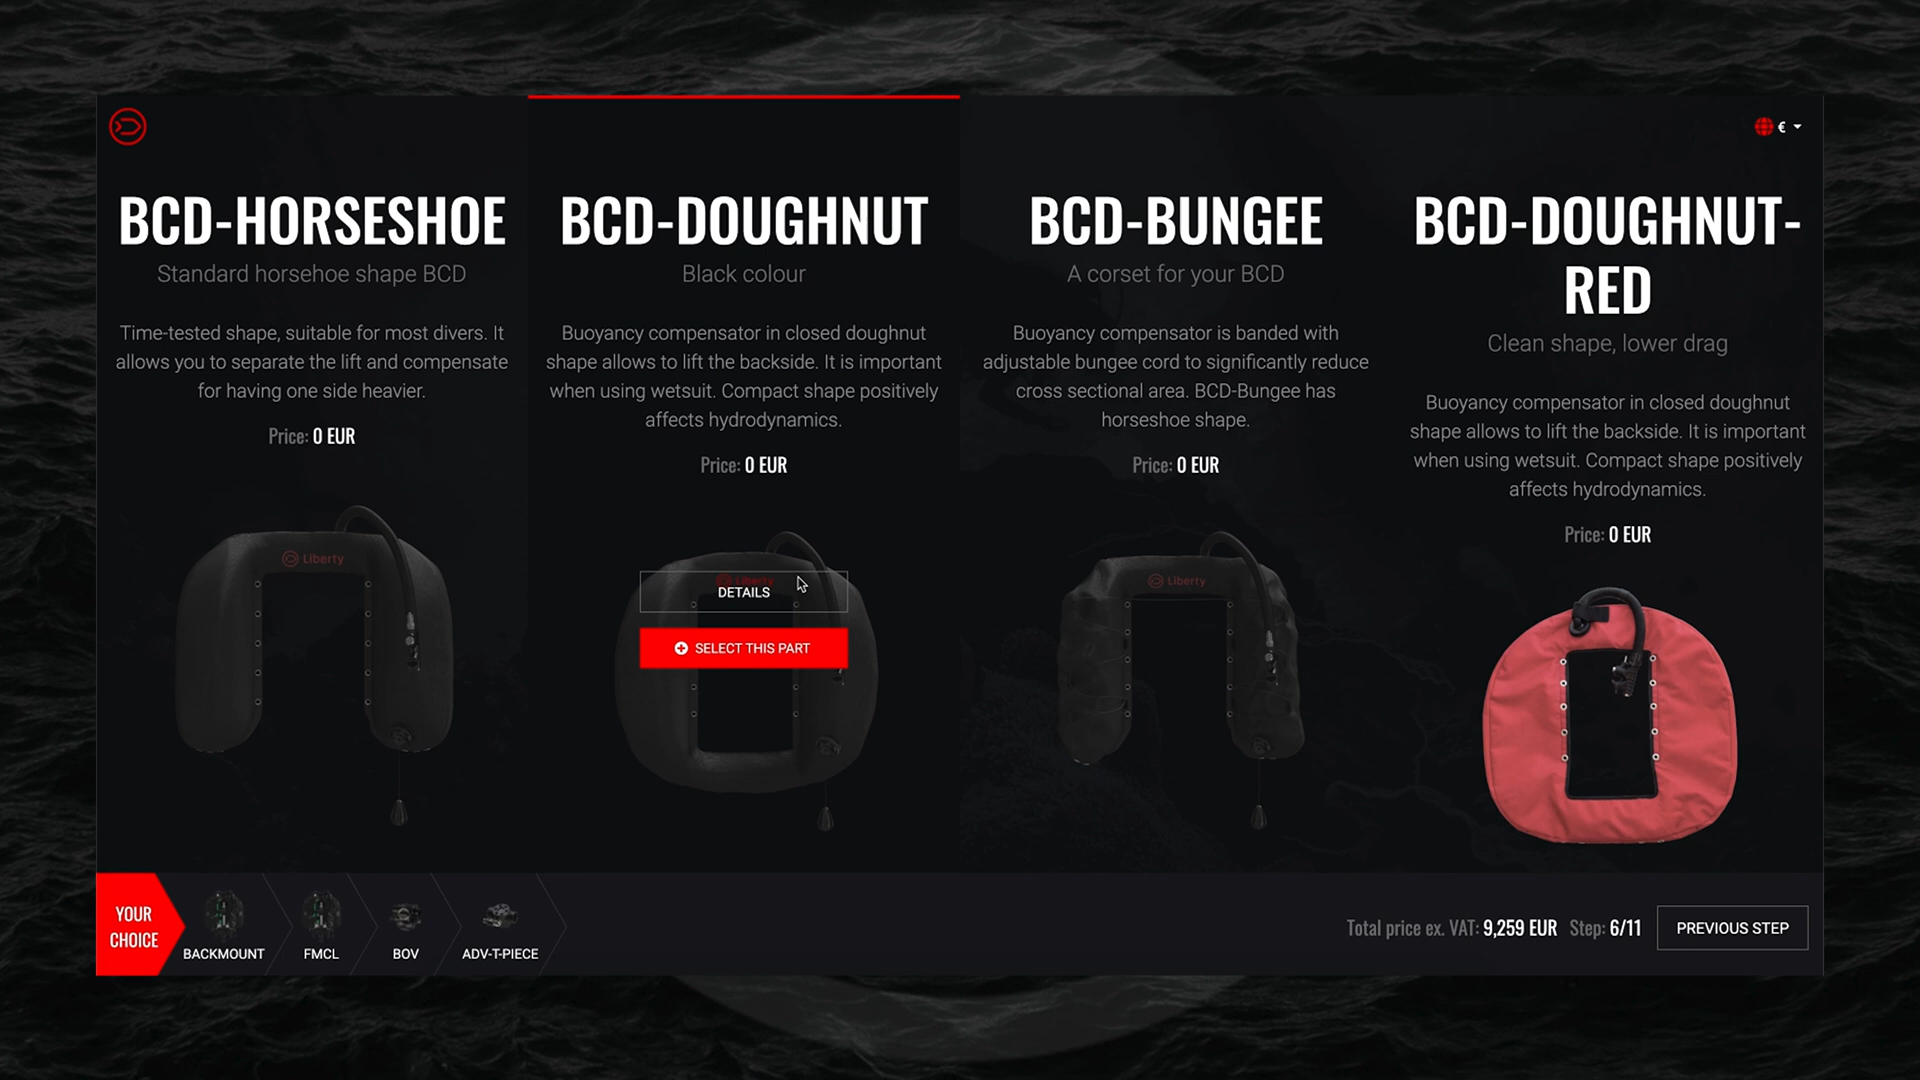 €
BCD-HORSESHOE
Standard horsehoe shape BCD
Time-tested shape, suitable for most divers. It
allows you to separate the lift and compensate
for having one side heavier.
Price: 0 EUR
Liberty
BCD-DOUGHNUT
Black colour
Buoyancy compensator in closed doughnut
shape allows to lift the backside. It is important
when using wetsuit. Compact shape positively
affects hydrodynamics.
Price: 0 EUR
Liberty
DETAILS
SELECT THIS PART
BCD-BUNGEE
A corset for your BCD
Buoyancy compensator is banded with
adjustable bungee cord to significantly reduce
cross sectional area. BCD-Bungee has
horseshoe shape.
Price: 0 EUR
Liberty
BCD-DOUGHNUT-
RED
Clean shape, lower drag
Buoyancy compensator in closed doughnut
shape allows to lift the backside. It is important
when using wetsuit. Compact shape positively
affects hydrodynamics.
Price: 0 EUR
YOUR
CHOICE
BACKMOUNT
FMCL
BOV
ADV-T-PIECE
Total price ex. VAT: 9,259 EUR Step: 6/11
PREVIOUS STEP